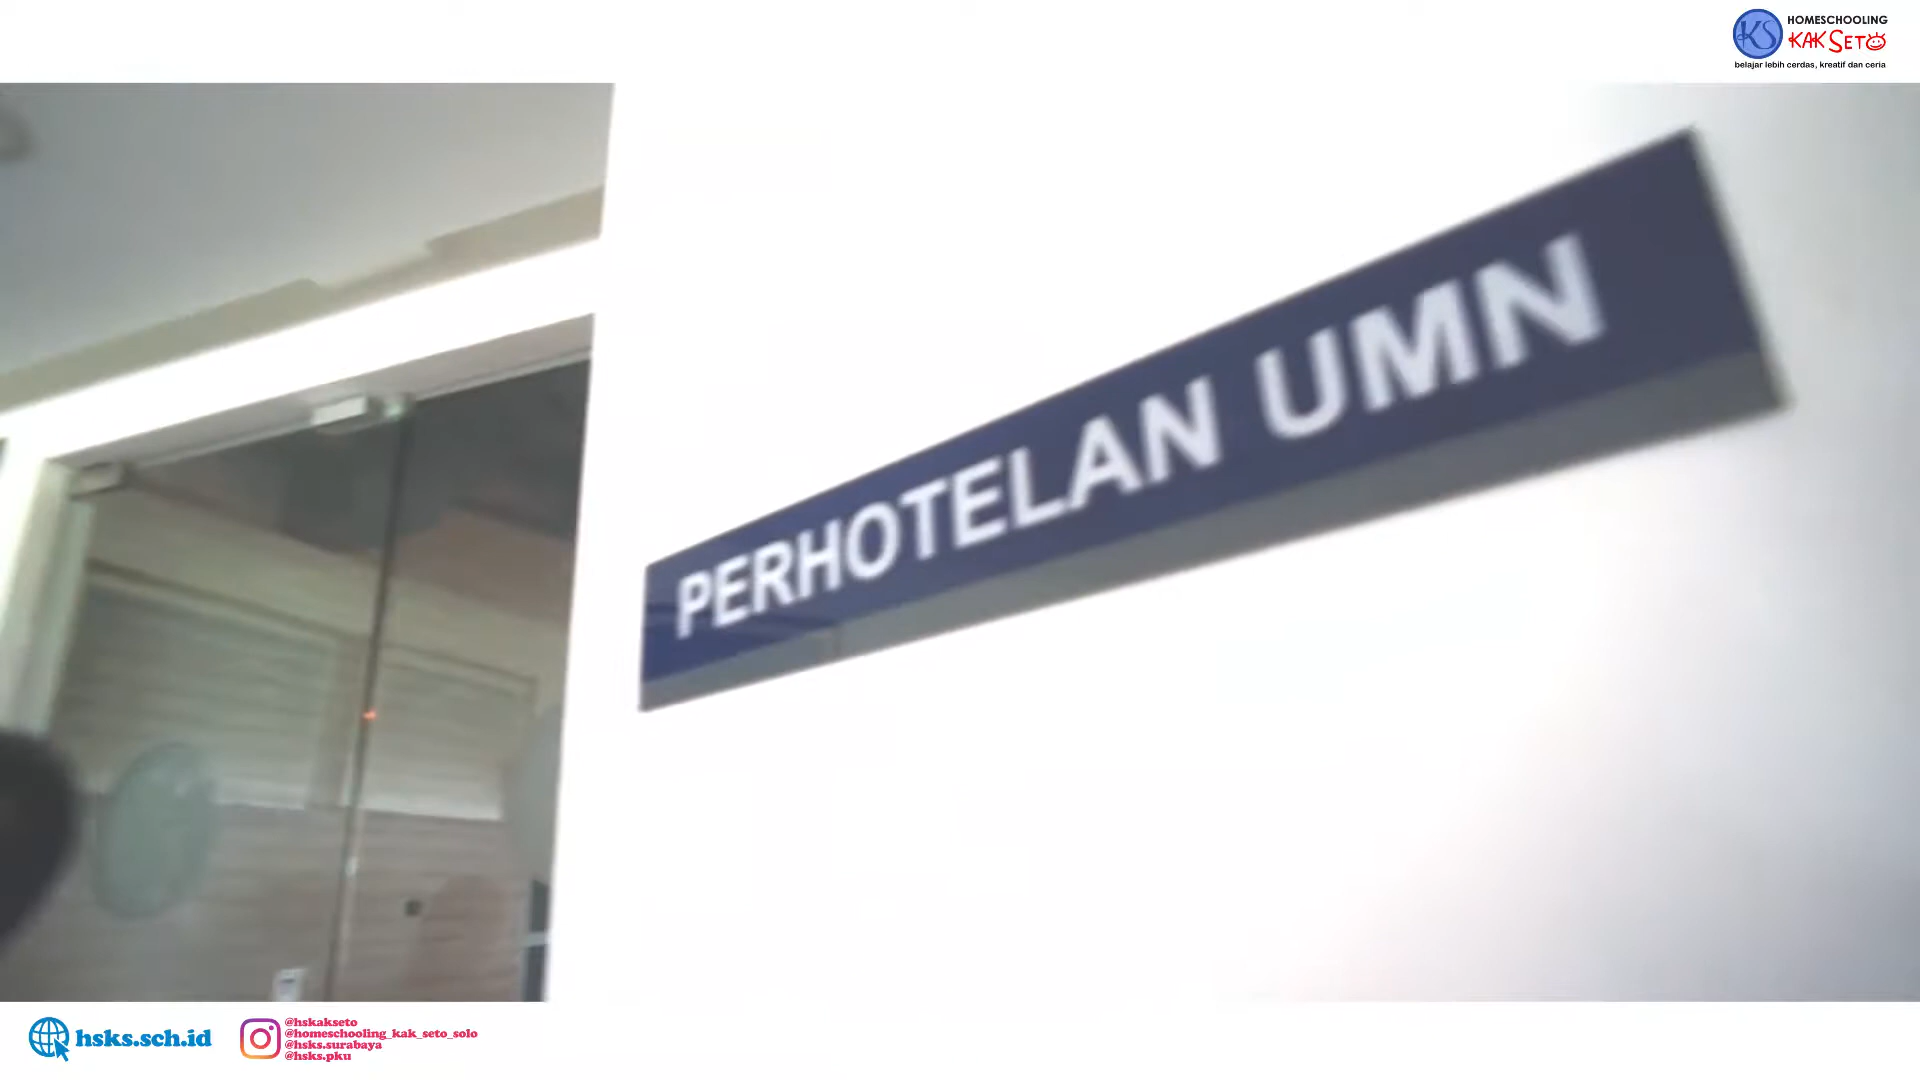 KS HOMESCHOOLING
KAK SETO
belajar lebih cerdas, kreatif dan ceria
PERHOTELAN UMN
hsks.sch.id
@hskakseto
@homeschooling_kak_seto_solo
@hsks.surabaya
@hsks.pku